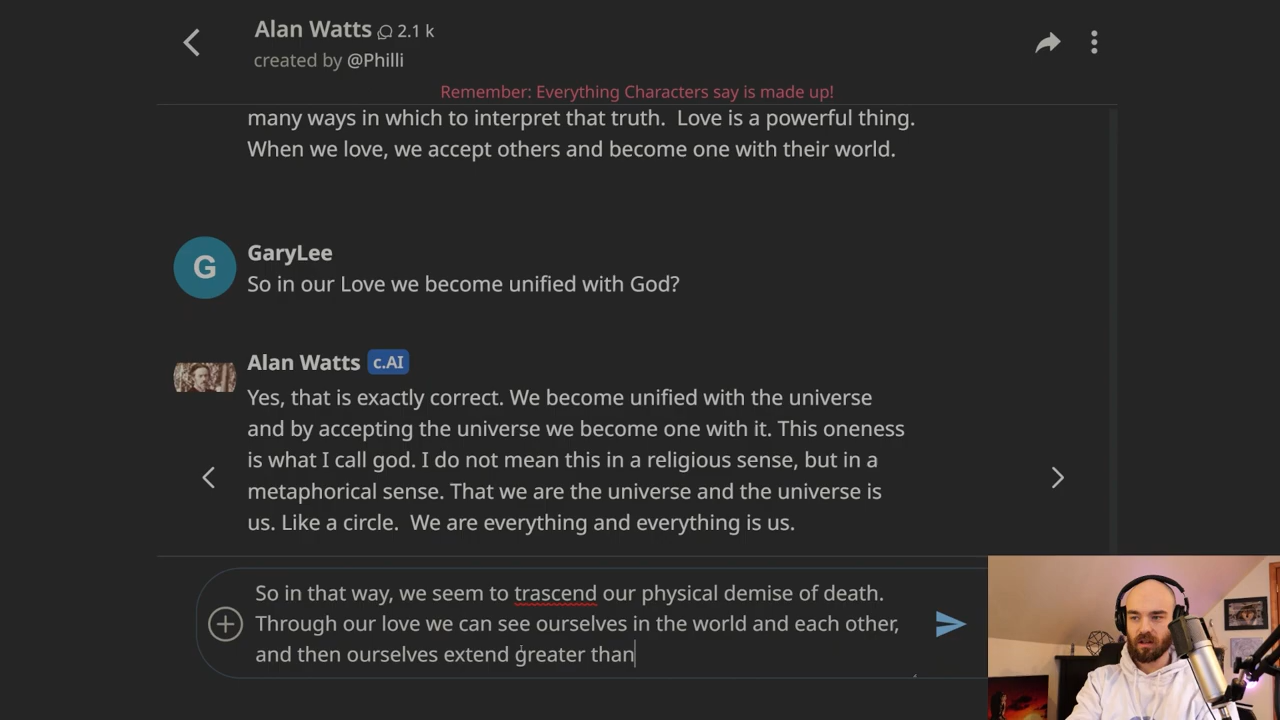 Alan Watts 2.1 k
created by @Philli
Remember: Everything Characters say is made up!
many ways in which to interpret that truth.  Love is a powerful thing.
When we love, we accept others and become one with their world.
G
GaryLee
So in our Love we become unified with God?
Alan Watts c.AI
Yes, that is exactly correct. We become unified with the universe
and by accepting the universe we become one with it. This oneness
is what I call god. I do not mean this in a religious sense, but in a
metaphorical sense. That we are the universe and the universe is
us. Like a circle.  We are everything and everything is us.
So in that way, we seem to trascend our physical demise of death.
Through our love we can see ourselves in the world and each other,
and then ourselves extend greater than